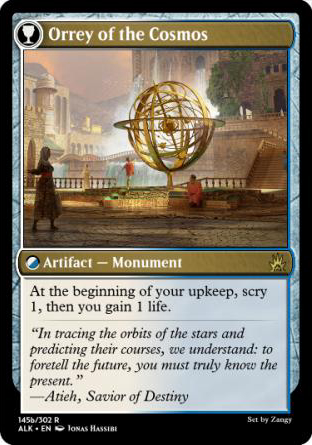 Orrey of the Cosmos
Artifact — Monument
At the beginning of your upkeep, scry
1, then you gain 1 life.
“In tracing the orbits of the stars and
predicting their courses, we understand: to
foretell the future, you must truly know the
present.”
—Atieh, Savior of Destiny
145b/302 R
ALK • EN Jonas Hassibi
Set by Zangy